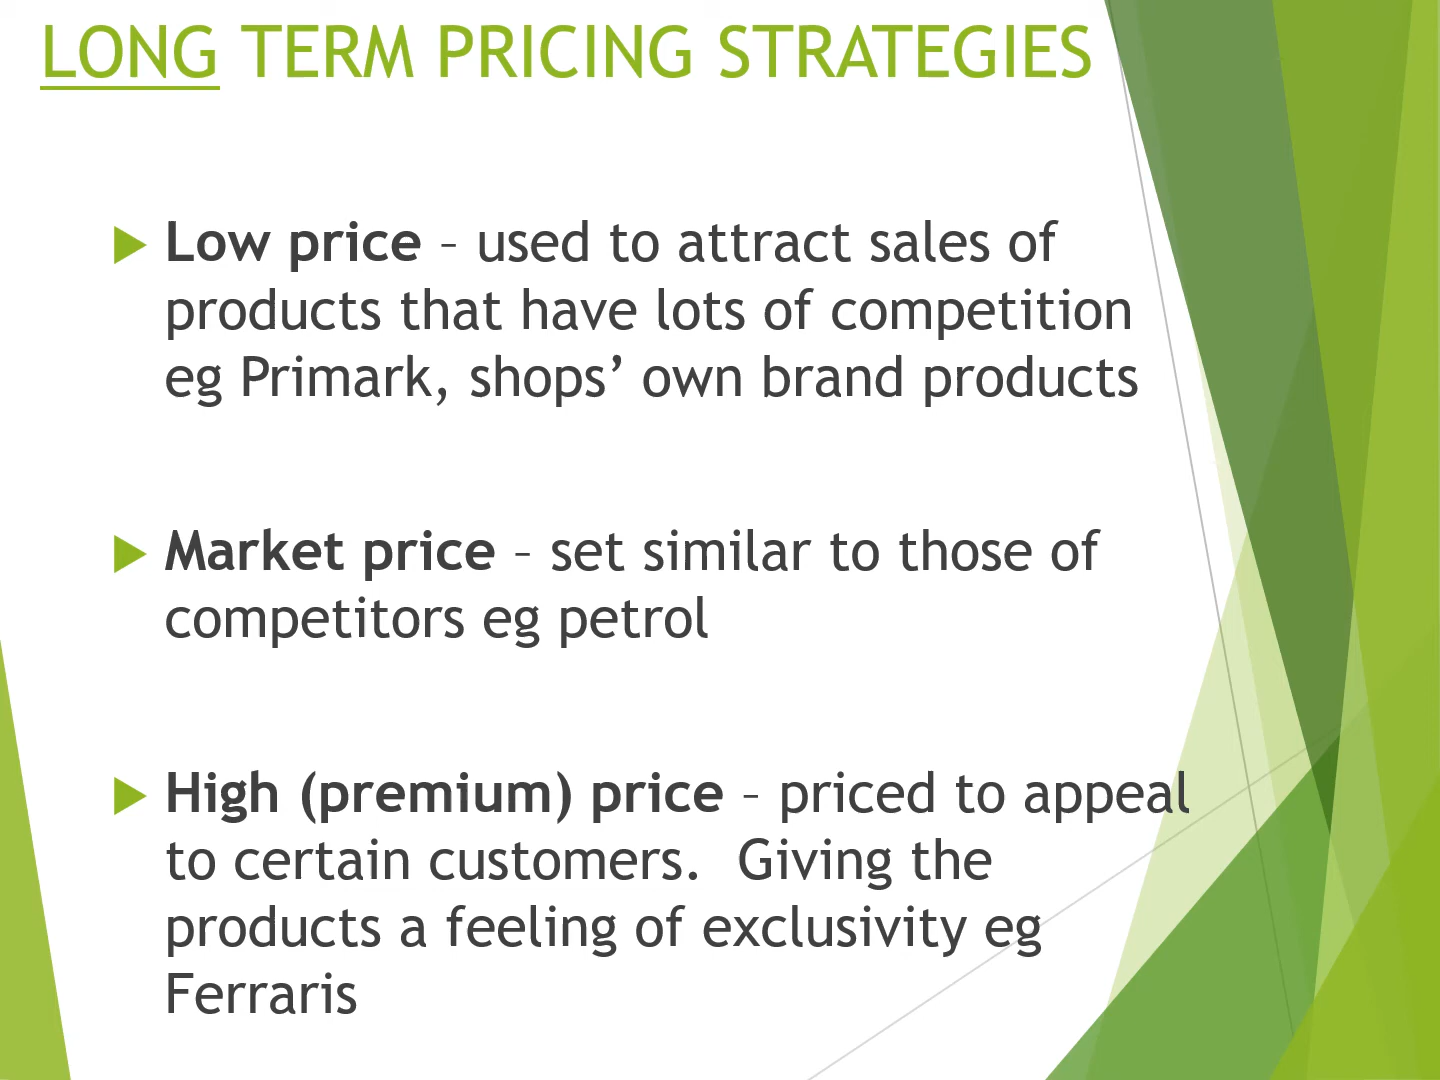 LONG TERM PRICING STRATEGIES
Low price – used to attract sales of
products that have lots of competition
eg Primark, shops’ own brand products
Market price – set similar to those of
competitors eg petrol
High (premium) price – priced to appeal
to certain customers.  Giving the
products a feeling of exclusivity eg
Ferraris